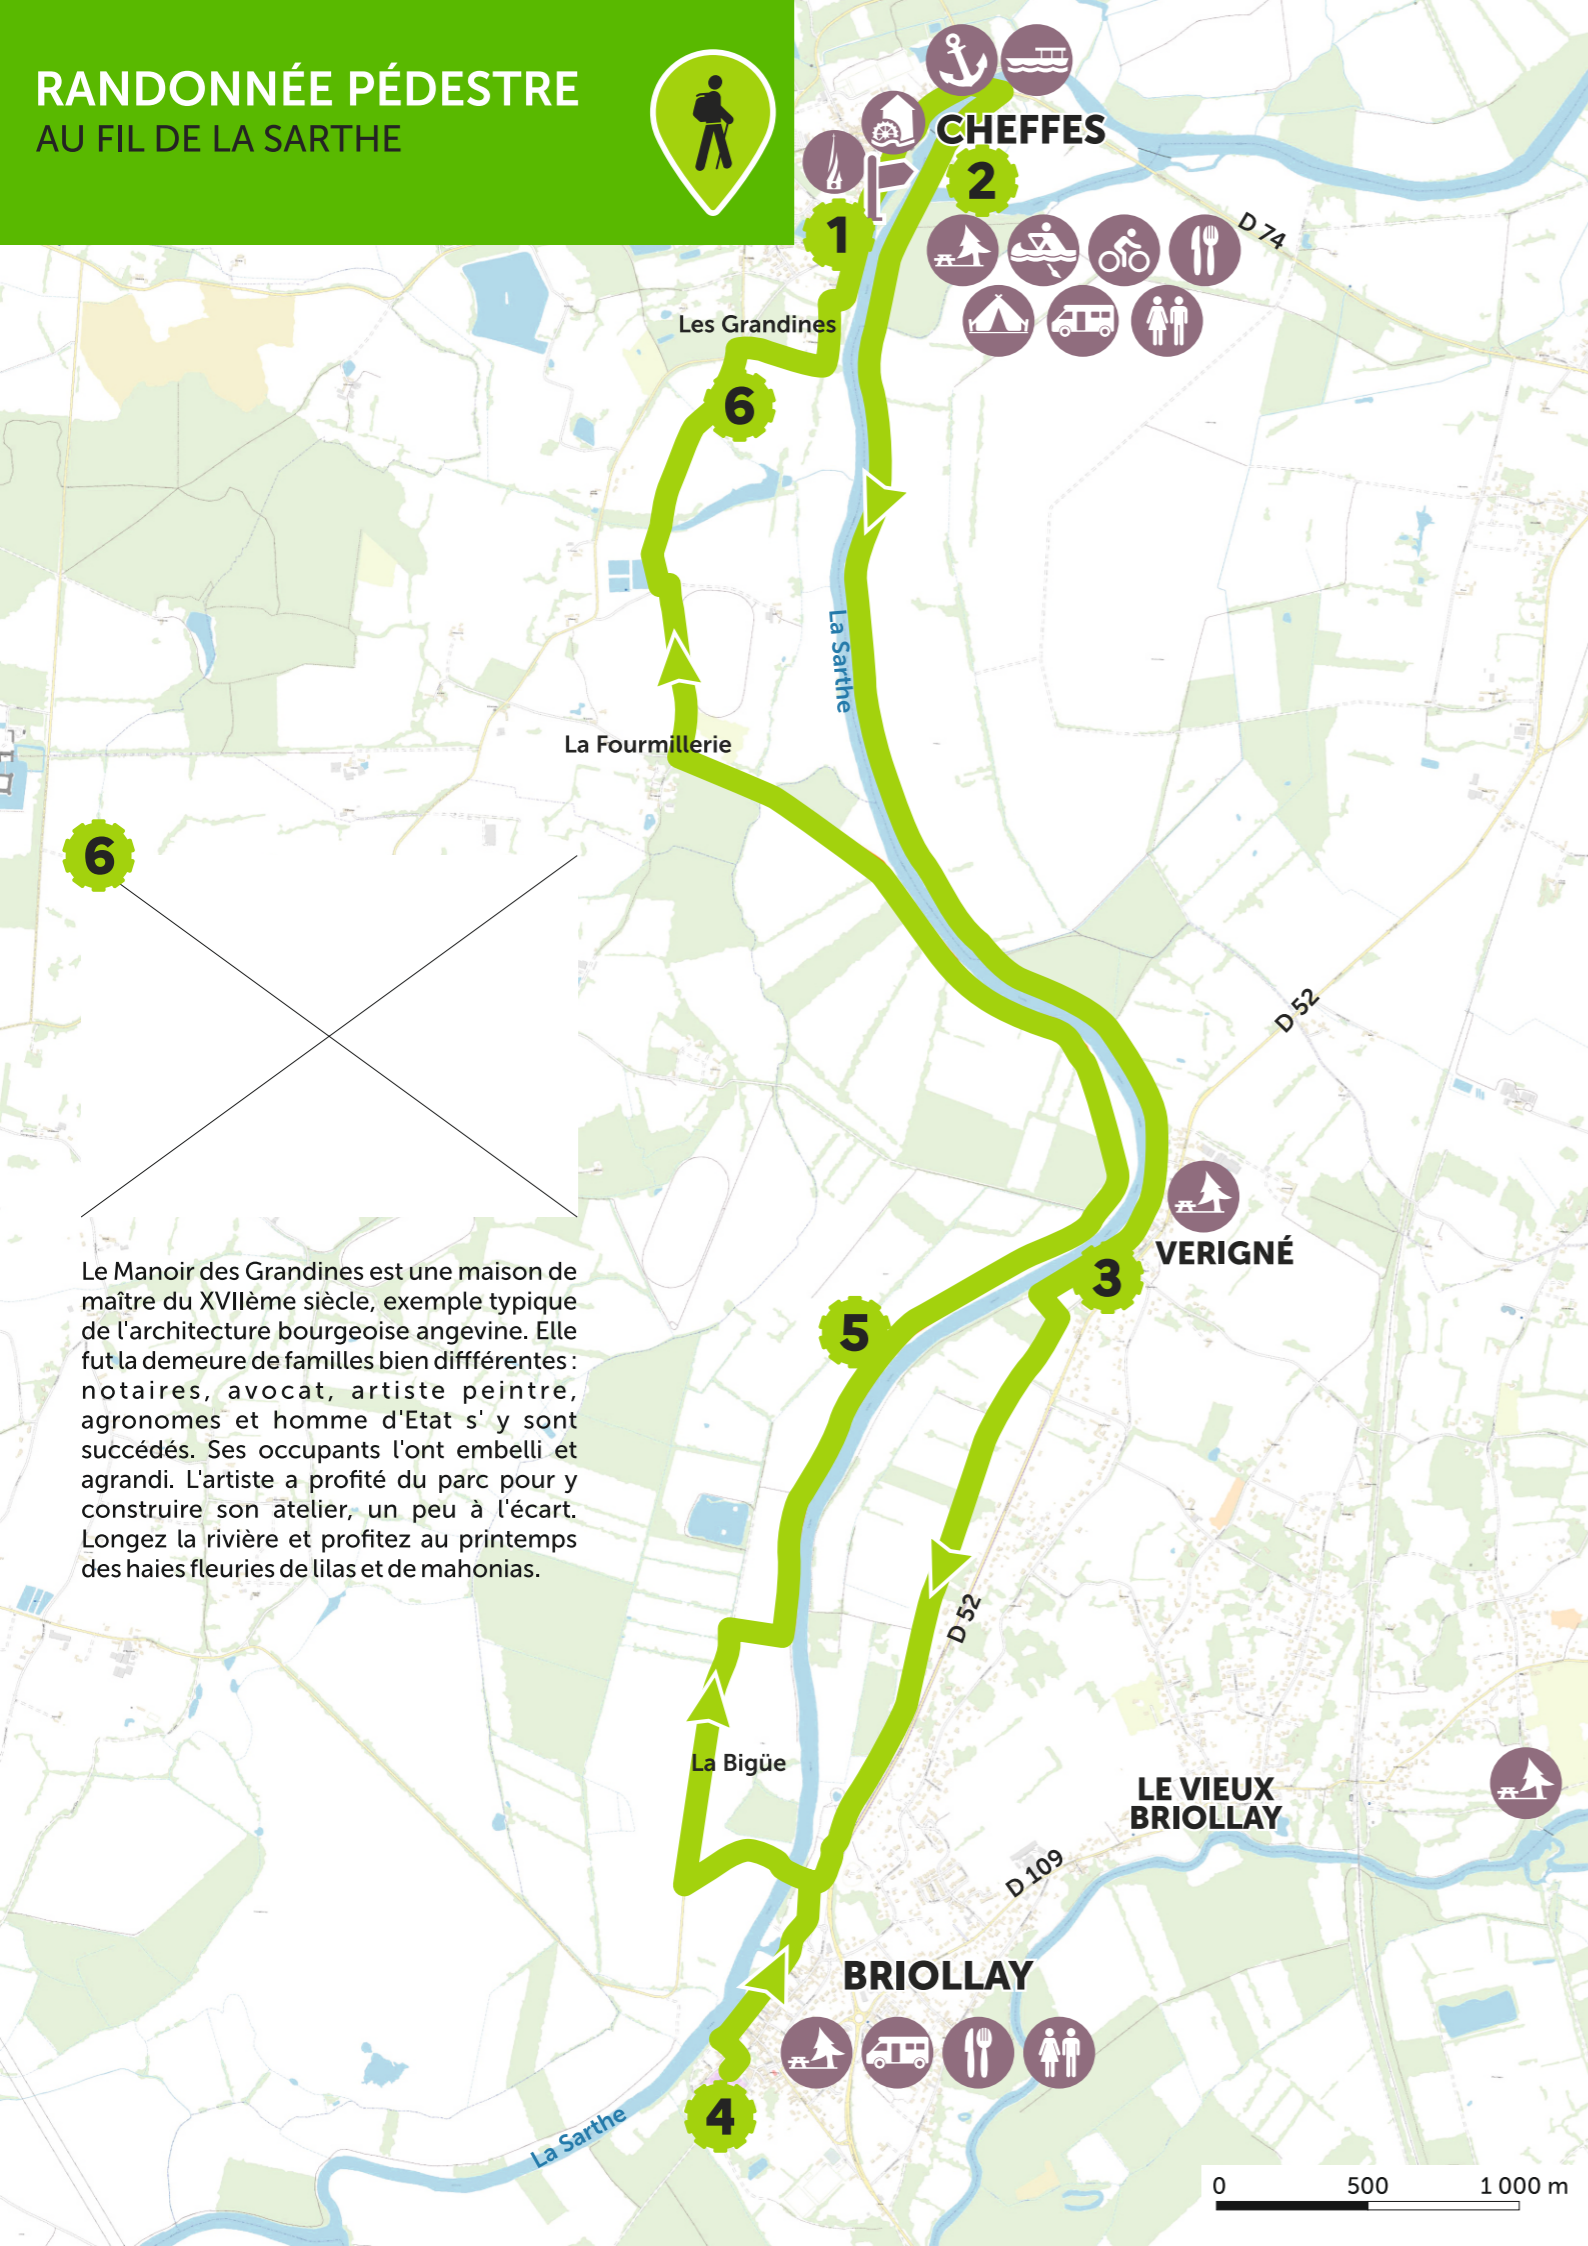 RANDONNÉE PÉDESTRE
AU FIL DE LA SARTHE
CHEFFES
2
1
D 74
Les Grandines
6
La Sarthe
La Fourmillerie
6
D 52
VERIGNÉ
3
5
Le Manoir des Grandines est une maison de
maître du XVIIème siècle, exemple typique
de l'architecture bourgeoise angevine. Elle
fut la demeure de familles bien diffférentes :
notaires, avocat, artiste peintre,
agronomes et homme d'Etat s' y sont
succédés. Ses occupants l'ont embelli et
agrandi. L'artiste a profité du parc pour y
construire son atelier, un peu à l'écart.
Longez la rivière et profitez au printemps
des haies fleuries de lilas et de mahonias.
D 52
La Bigüe
LE VIEUX
BRIOLLAY
D 109
BRIOLLAY
4
La Sarthe
0 500 1 000 m